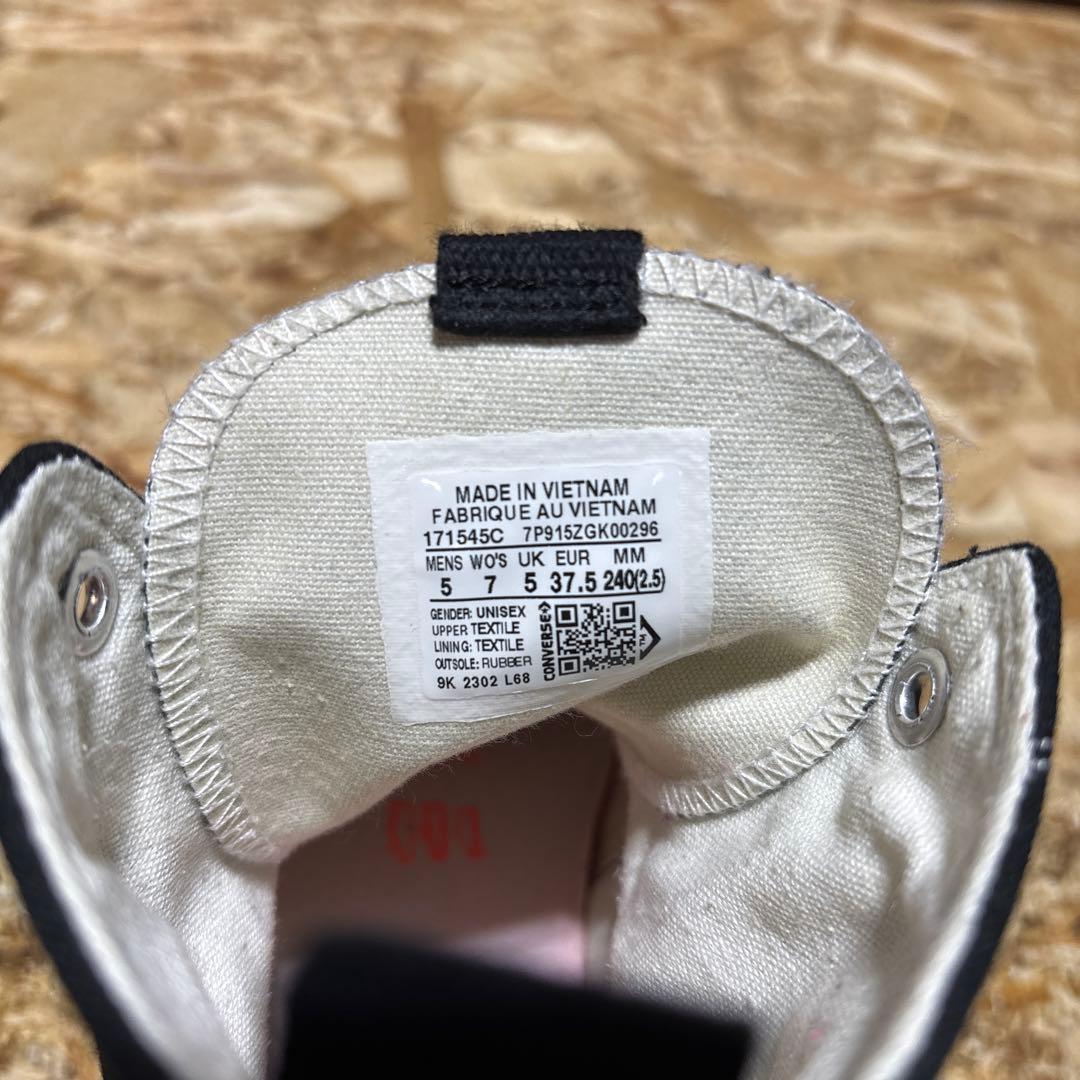 MADE IN VIETNAM
FABRIQUE AU VIETNAM
171545C 7P915ZGK00296
MENS WO'S UK EUR MM
5 7 5 37.5 240(2.5)
GENDER: UNISEX
UPPER TEXTILE
LINING: TEXTILE
OUTSOLE: RUBBER
9K 2302 L68
CONVERSE
TM